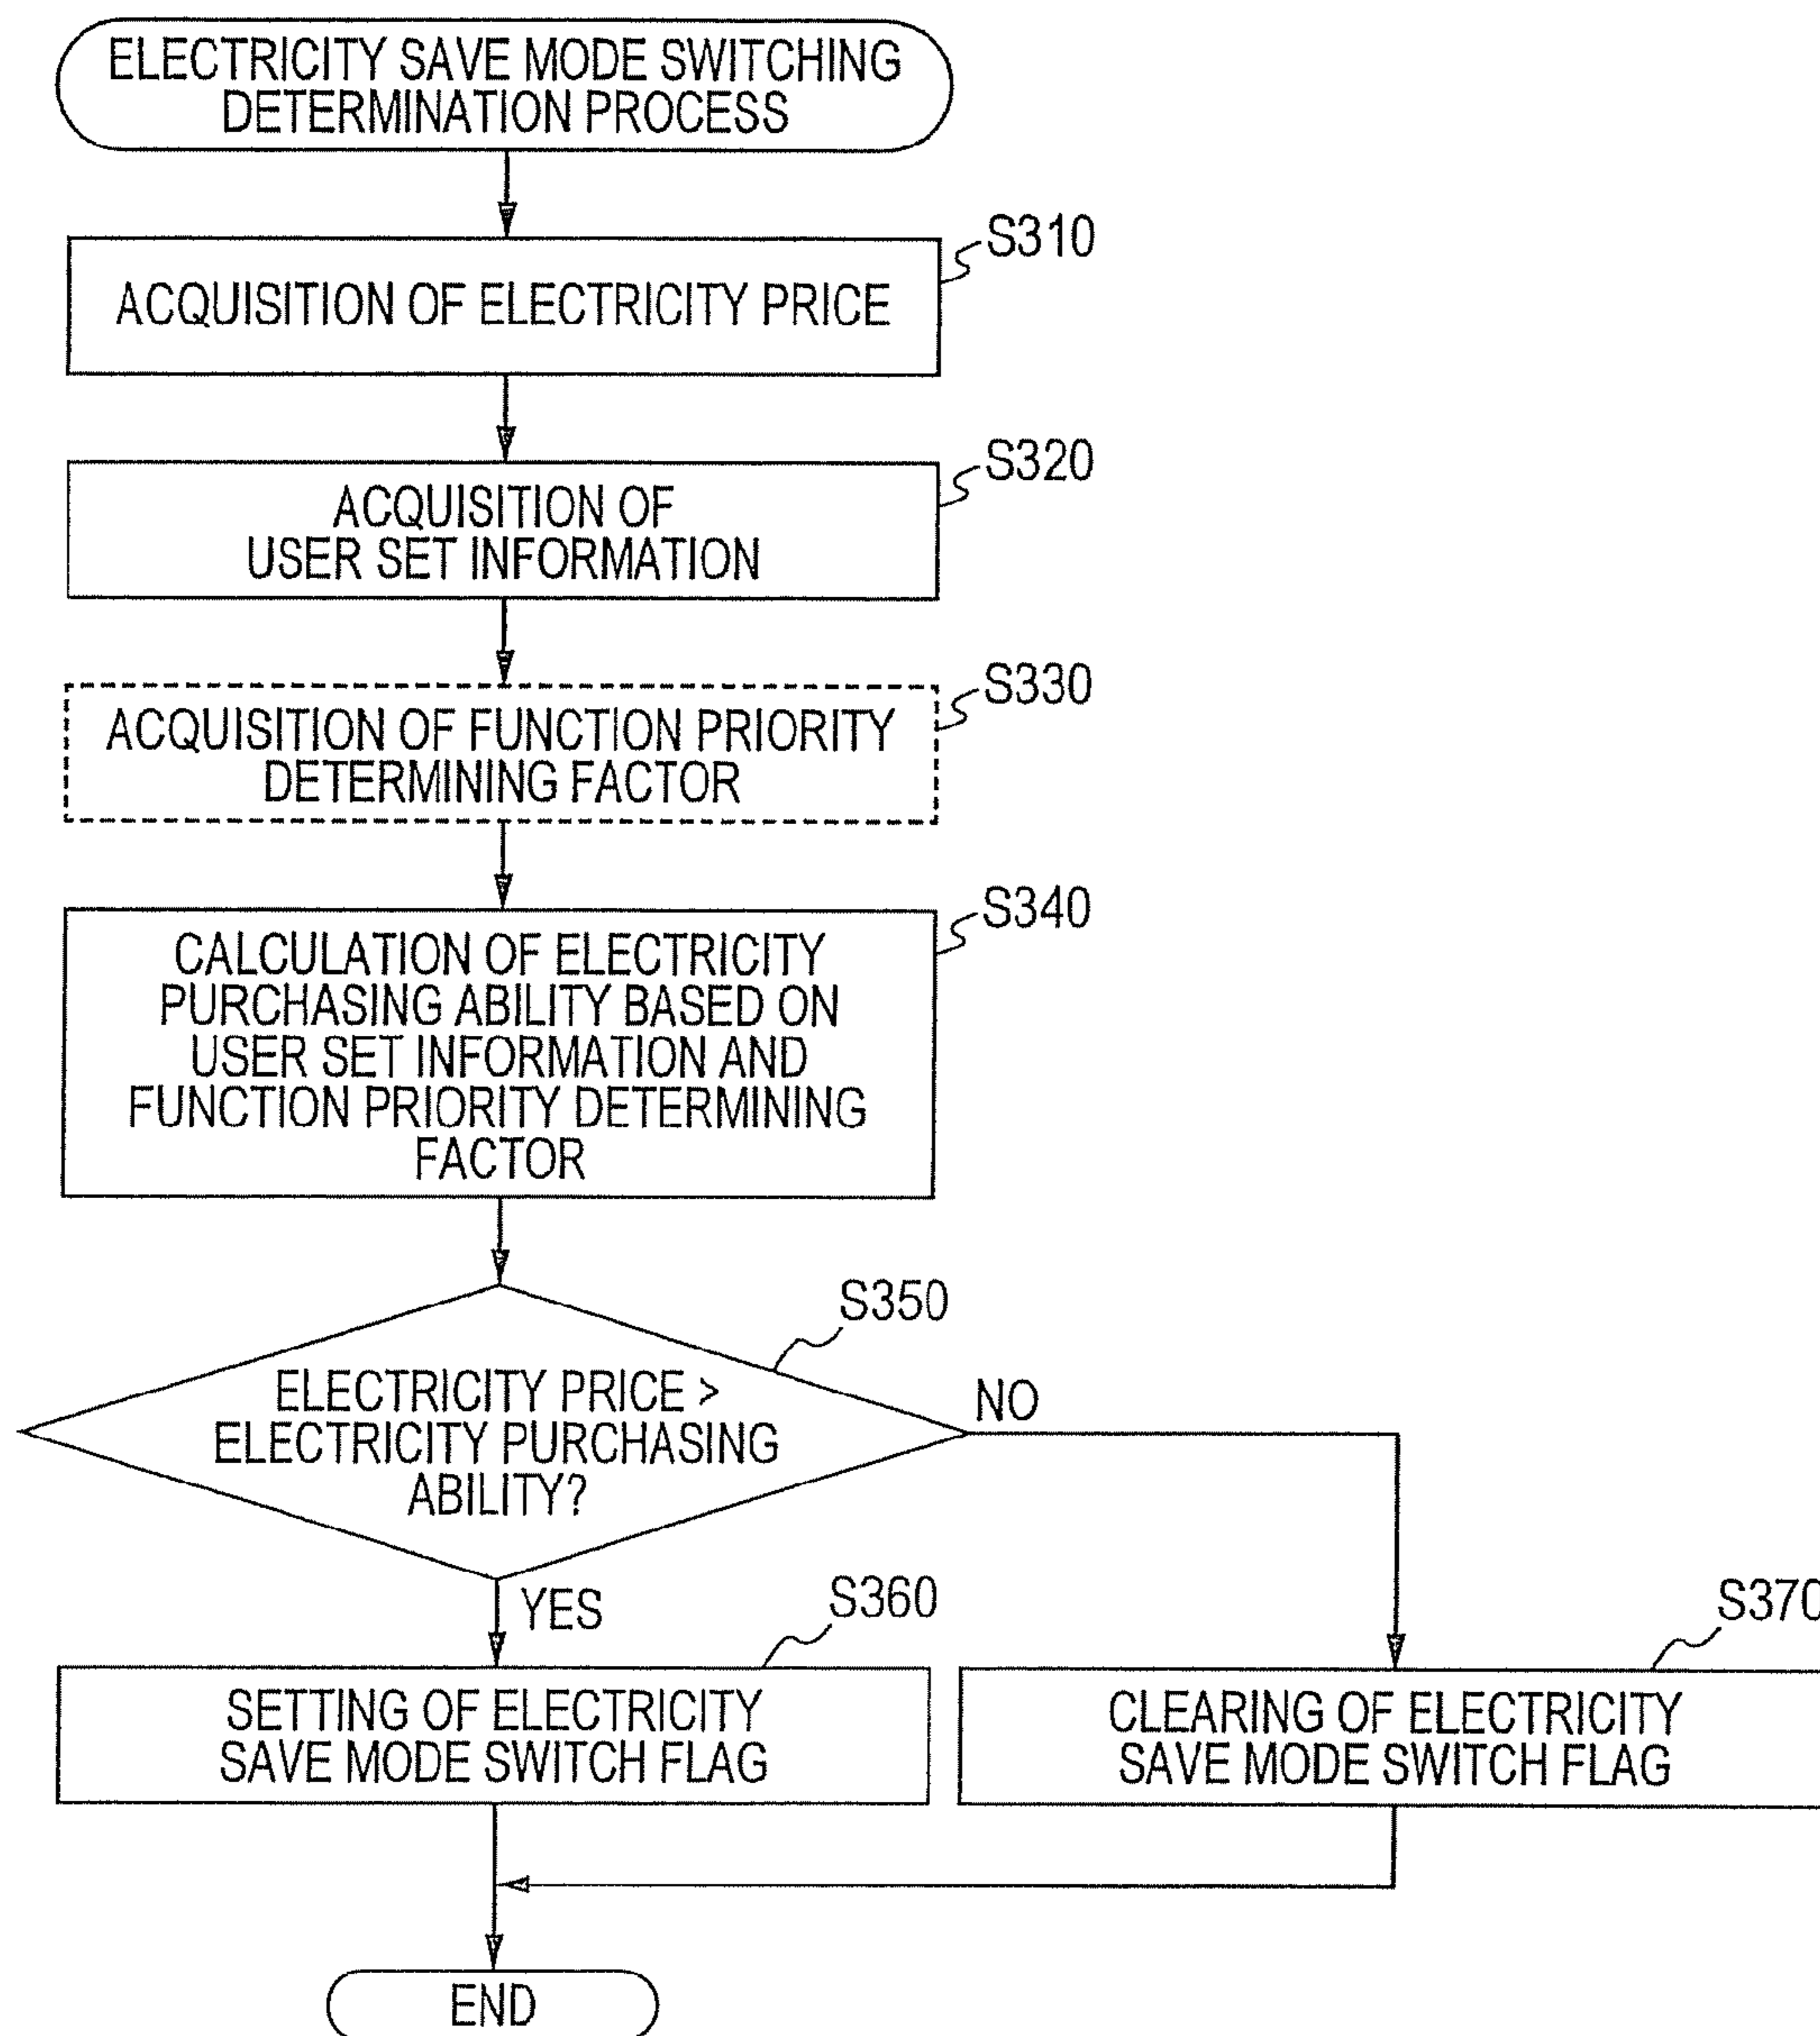 ELECTRICITY SAVE MODE SWITCHING
DETERMINATION PROCESS
S310
ACQUISITION OF ELECTRICITY PRICE
S320
ACQUISITION OF
USER SET INFORMATION
S330
ACQUISITION OF FUNCTION PRIORITY
DETERMINING FACTOR
S340
CALCULATION OF ELECTRICITY
PURCHASING ABILITY BASED ON
USER SET INFORMATION AND
FUNCTION PRIORITY DETERMINING
FACTOR
S350
ELECTRICITY PRICE >
ELECTRICITY PURCHASING
ABILITY?
NO
YES
S360
SETTING OF ELECTRICITY
SAVE MODE SWITCH FLAG
S370
CLEARING OF ELECTRICITY
SAVE MODE SWITCH FLAG
END